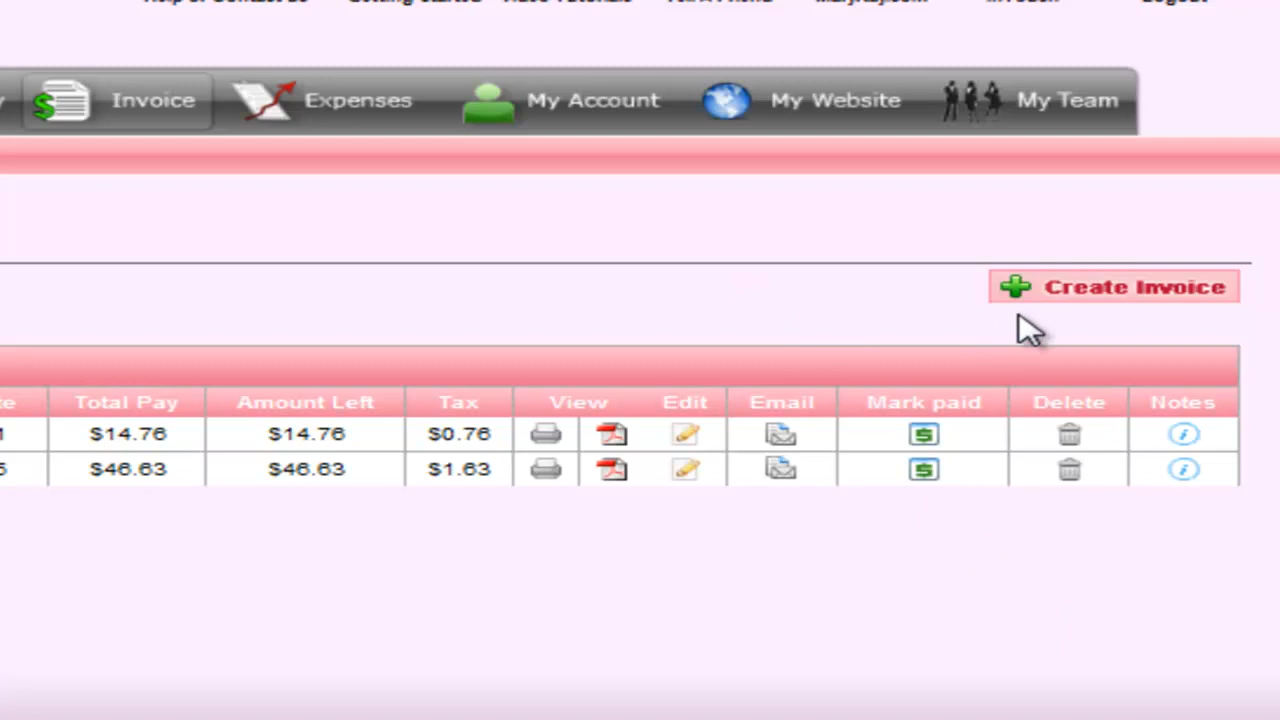 Invoice Expenses My Account My Website My Team
Create Invoice
Total Pay Amount Left Tax View Edit Email Mark paid Delete Notes
$14.76 $14.76 $0.76
$46.63 $46.63 $1.63